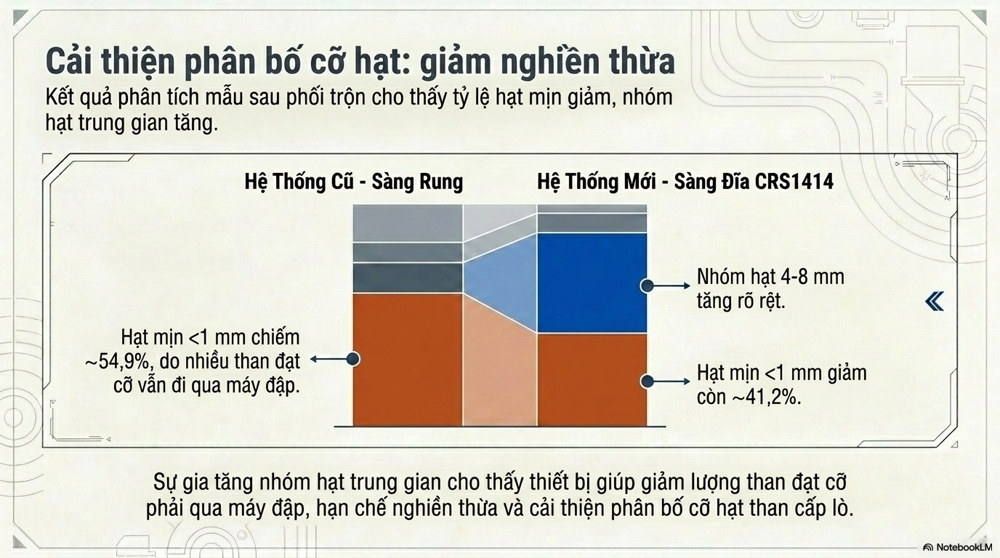 Cải thiện phân bố cỡ hạt: giảm nghiền thừa
Kết quả phân tích mẫu sau phối trộn cho thấy tỷ lệ hạt mịn giảm, nhóm
hạt trung gian tăng.
Hệ Thống Cũ - Sàng Rung
Hệ Thống Mới - Sàng Đĩa CRS1414
Nhóm hạt 4-8 mm
tăng rõ rệt.
Hạt mịn <1 mm chiếm
~54,9%, do nhiều than đạt
cỡ vẫn đi qua máy đập.
Hạt mịn <1 mm giảm
còn ~41,2%.
Sự gia tăng nhóm hạt trung gian cho thấy thiết bị giúp giảm lượng than đạt cỡ
phải qua máy đập, hạn chế nghiền thừa và cải thiện phân bố cỡ hạt than cấp lò.
NotebookLM